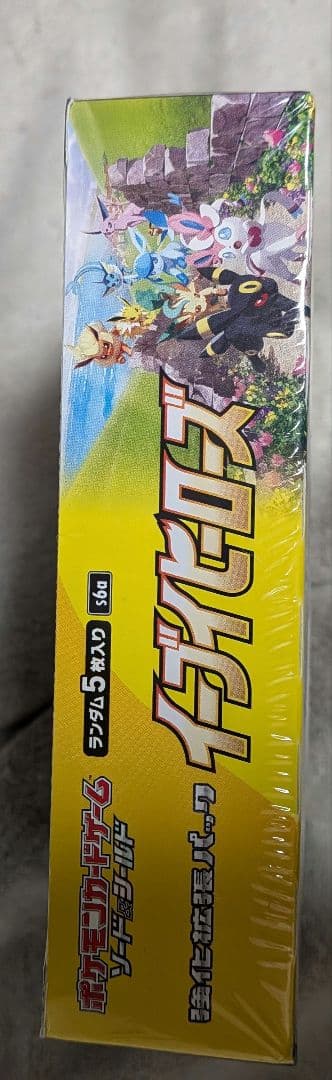 ポケモンカードゲーム™
ソード&シールド
ランダム5枚入り s6a
強化拡張パック
イーブイヒーローズ